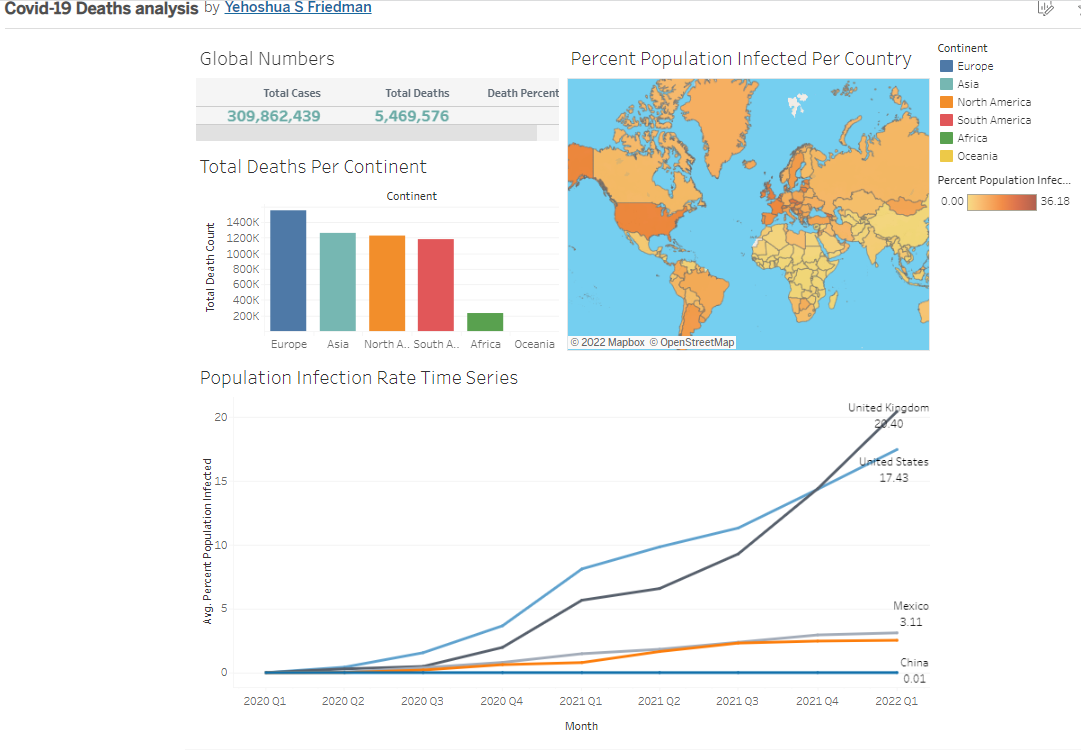 Covid-19 Deaths analysis by Yehoshua S Friedman
Global Numbers
Total Cases Total Deaths Death Percent
309,862,439 5,469,576
Total Deaths Per Continent
Continent
Total Death Count
1400K
1200K
1000K
800K
600K
400K
200K
Europe Asia North A.. South A.. Africa Oceania
Percent Population Infected Per Country
© 2022 Mapbox © OpenStreetMap
Continent
Europe
Asia
North America
South America
Africa
Oceania
Percent Population Infec...
0.00 36.18
Population Infection Rate Time Series
Avg. Percent Population Infected
20
15
10
5
0
United Kingdom
20.40
United States
17.43
Mexico
3.11
China
0.01
2020 Q1 2020 Q2 2020 Q3 2020 Q4 2021 Q1 2021 Q2 2021 Q3 2021 Q4 2022 Q1
Month